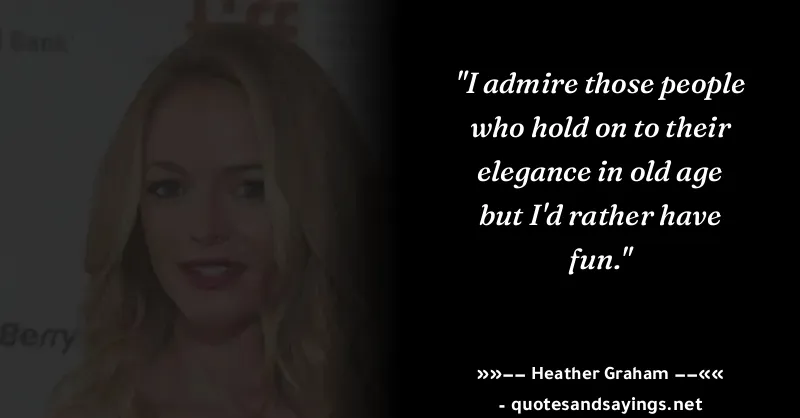 Bank
tiff
Berry
"I admire those people
who hold on to their
elegance in old age
but I'd rather have
fun."
»»–– Heather Graham ––««
- quotesandsayings.net